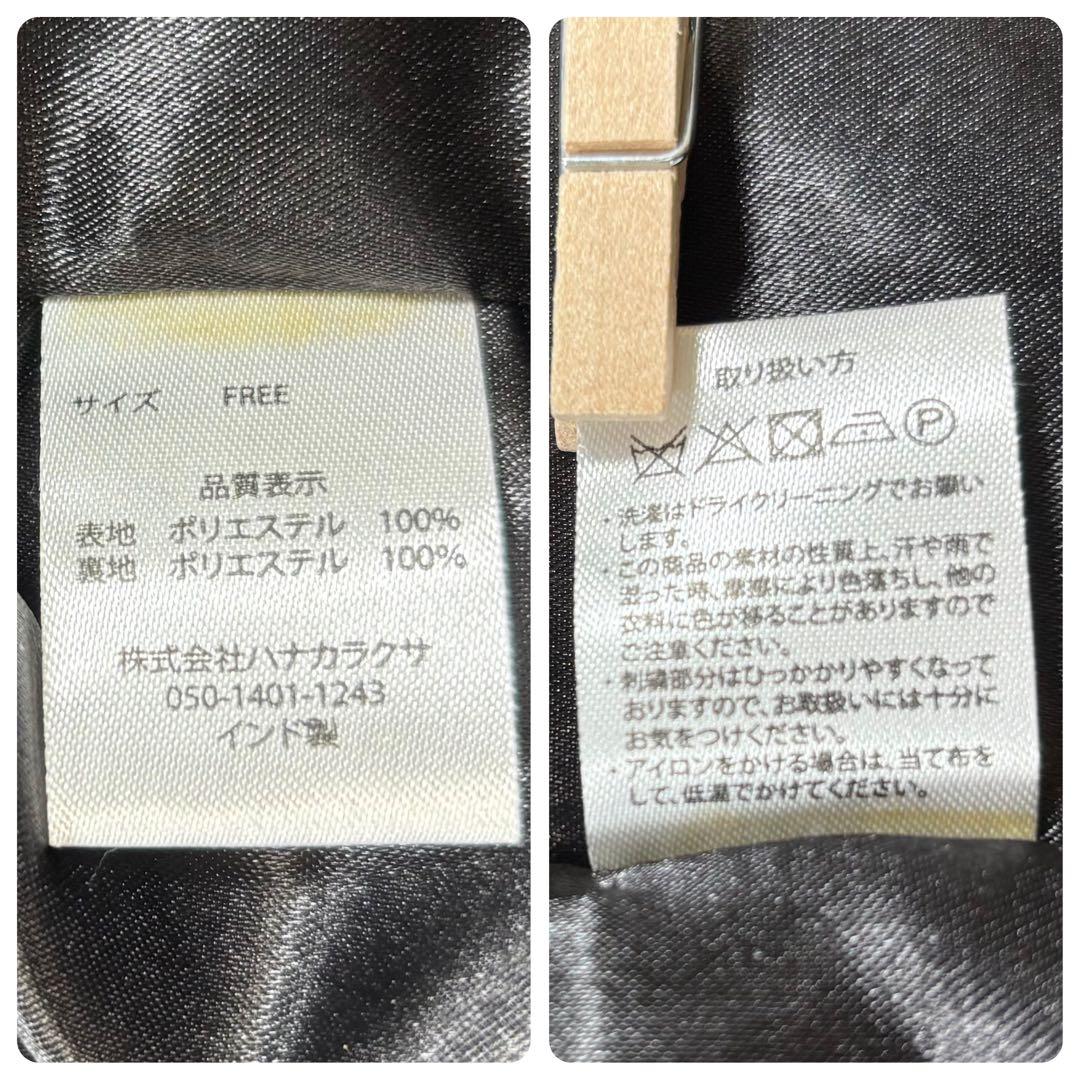 サイズ FREE
品質表示
表地 ポリエステル 100%
裏地 ポリエステル 100%
株式会社ハナカラクサ
050-1401-1243
インド製
取り扱い方
P
・洗濯はドライクリーニングでお願い
します。
・この商品の素材の性質上、汗や雨で
湿った時、摩擦により色落ちし、他の
衣料に色が移ることがありますので
ご注意ください。
・刺繍部分はひっかかりやすくなって
おりますので、お取扱いには十分に
お気をつけください。
・アイロンをかける場合は、当て布を
して、低温でかけてください。